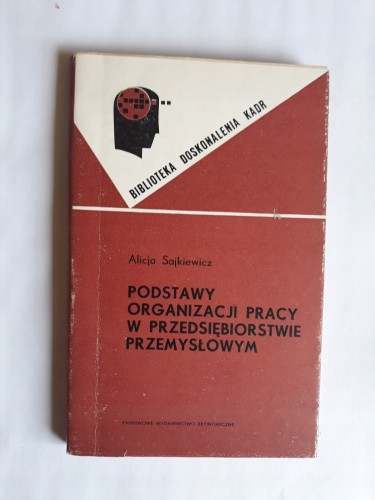 BIBLIOTEKA DOSKONALENIA KADR
Alicja Sajkiewicz
PODSTAWY
ORGANIZACJI PRACY
W PRZEDSIĘBIORSTWIE
PRZEMYSŁOWYM
PAŃSTWOWE WYDAWNICTWO EKONOMICZNE